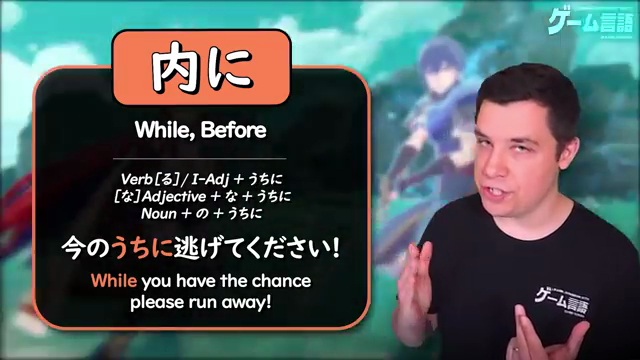 内に
While, Before
Verb[る] / I-Adj + うちに
[な]Adjective + な + うちに
Noun + の + うちに
今のうちに逃げてください!
While you have the chance
please run away!
ゲーム言語
ゲーム言語